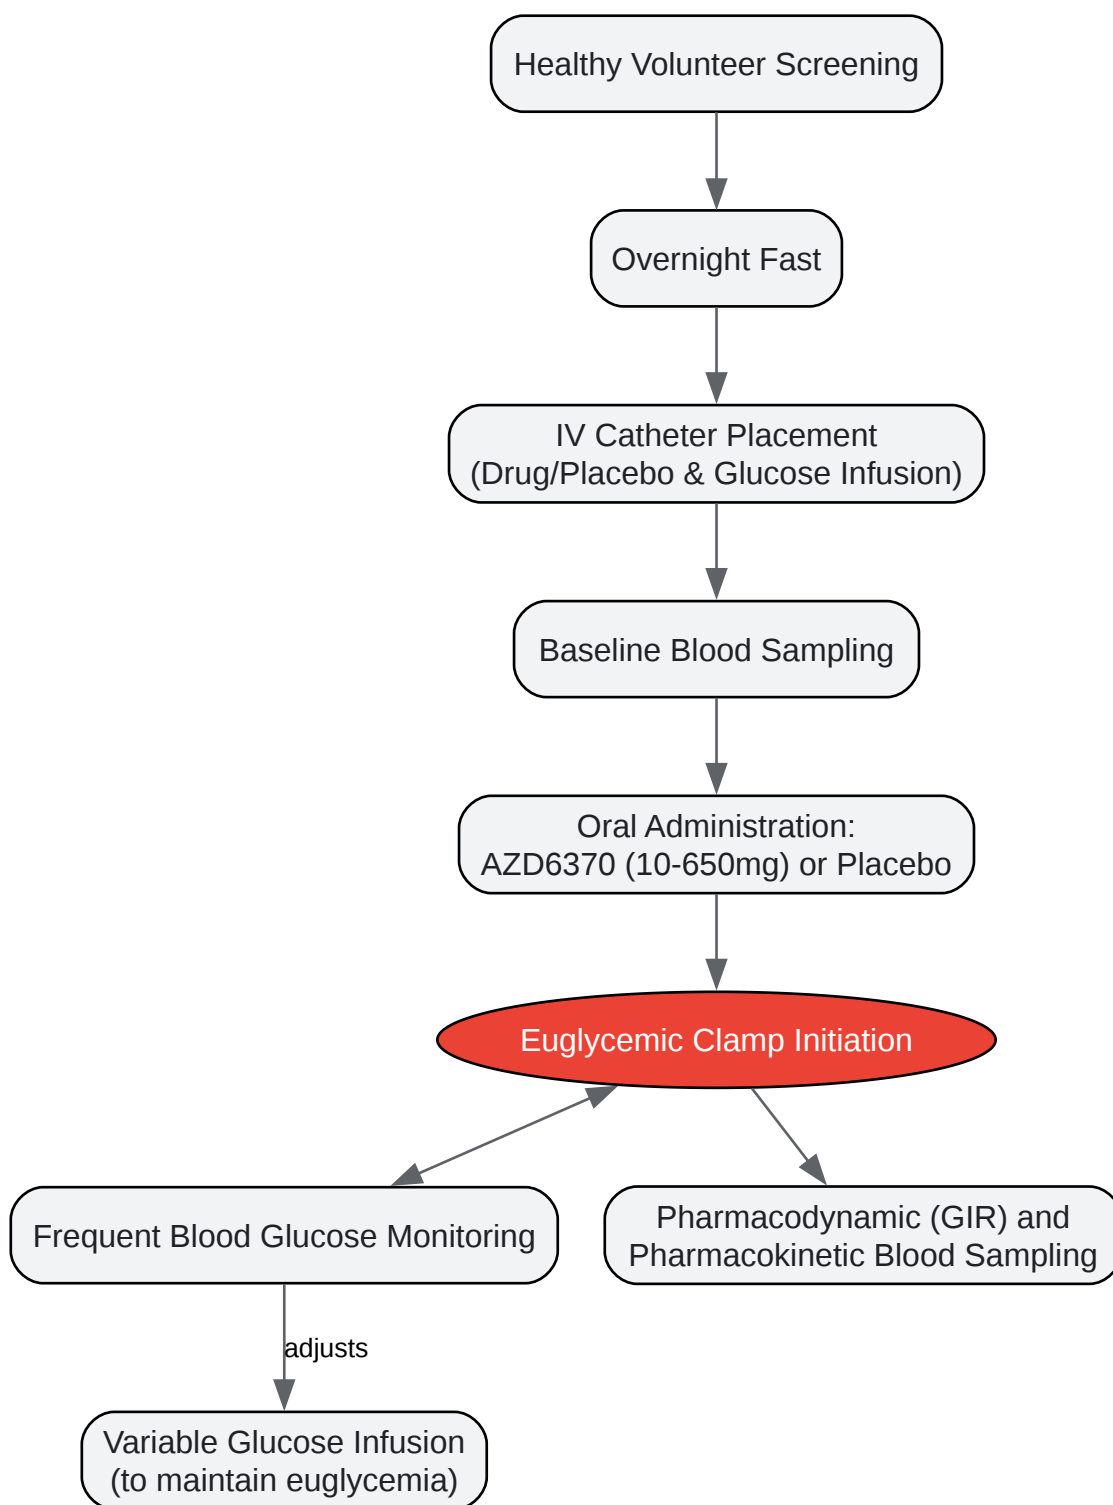 Healthy Volunteer Screening
Overnight Fast
IV Catheter Placement
(Drug/Placebo & Glucose Infusion)
Baseline Blood Sampling
Oral Administration:
AZD6370 (10-650mg) or Placebo
Euglycemic Clamp Initiation
Frequent Blood Glucose Monitoring
Pharmacodynamic (GIR) and
Pharmacokinetic Blood Sampling
adjusts
Variable Glucose Infusion
(to maintain euglycemia)